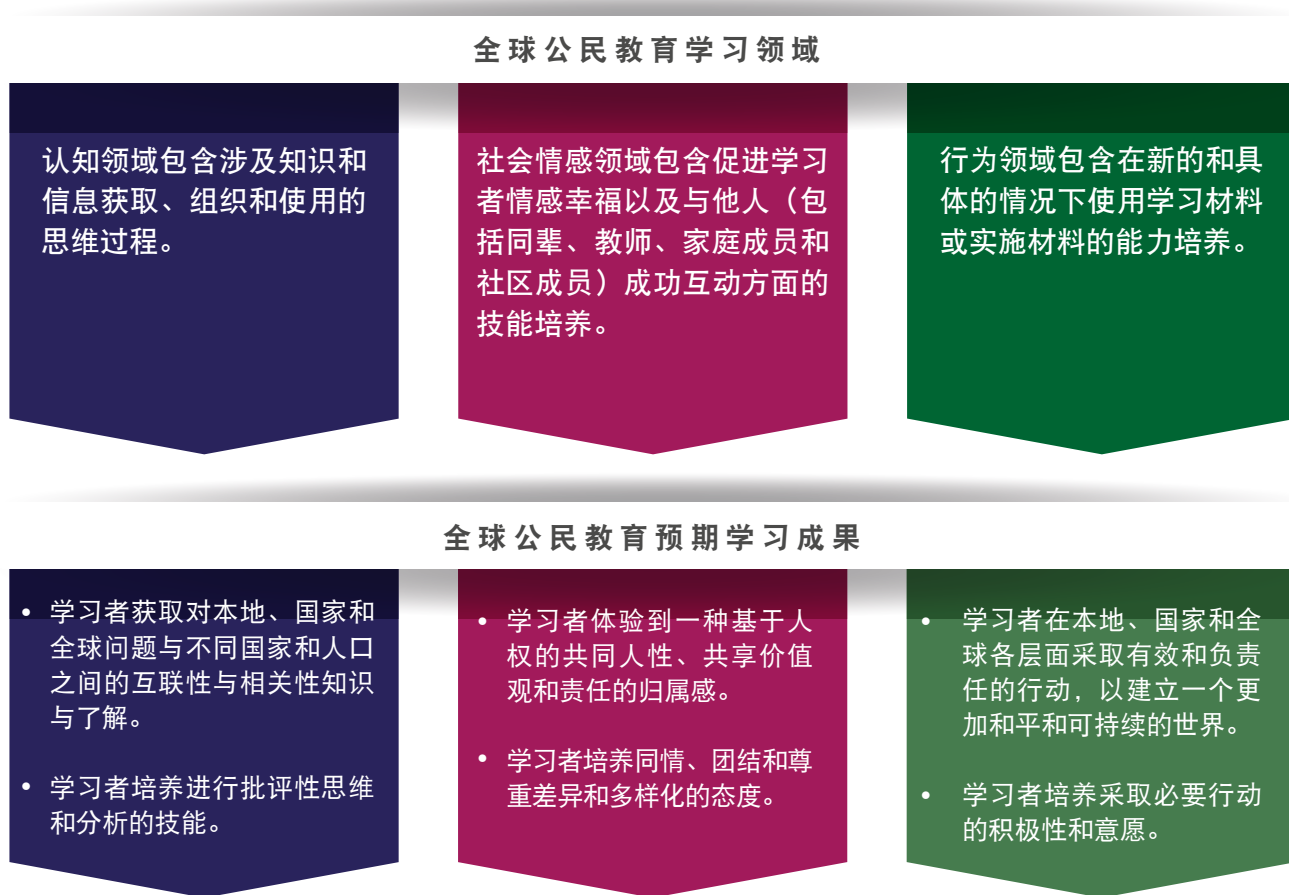 全球公民教育学习领域
认知领域包含涉及知识和
信息获取、组织和使用的
思维过程。
社会情感领域包含促进学习
者情感幸福以及与他人（包
括同辈、教师、家庭成员和
社区成员）成功互动方面的
技能培养。
行为领域包含在新的和具
体的情况下使用学习材料
或实施材料的能力培养。
全球公民教育预期学习成果
• 学习者获取对本地、国家和
全球问题与不同国家和人口
之间的互联性与相关性知识
与了解。
• 学习者培养进行批评性思维
和分析的技能。
• 学习者体验到一种基于人
权的共同人性、共享价值
观和责任的归属感。
• 学习者培养同情、团结和尊
重差异和多样化的态度。
• 学习者在本地、国家和全
球各层面采取有效和负责
任的行动，以建立一个更
加和平和可持续的世界。
• 学习者培养采取必要行动
的积极性和意愿。